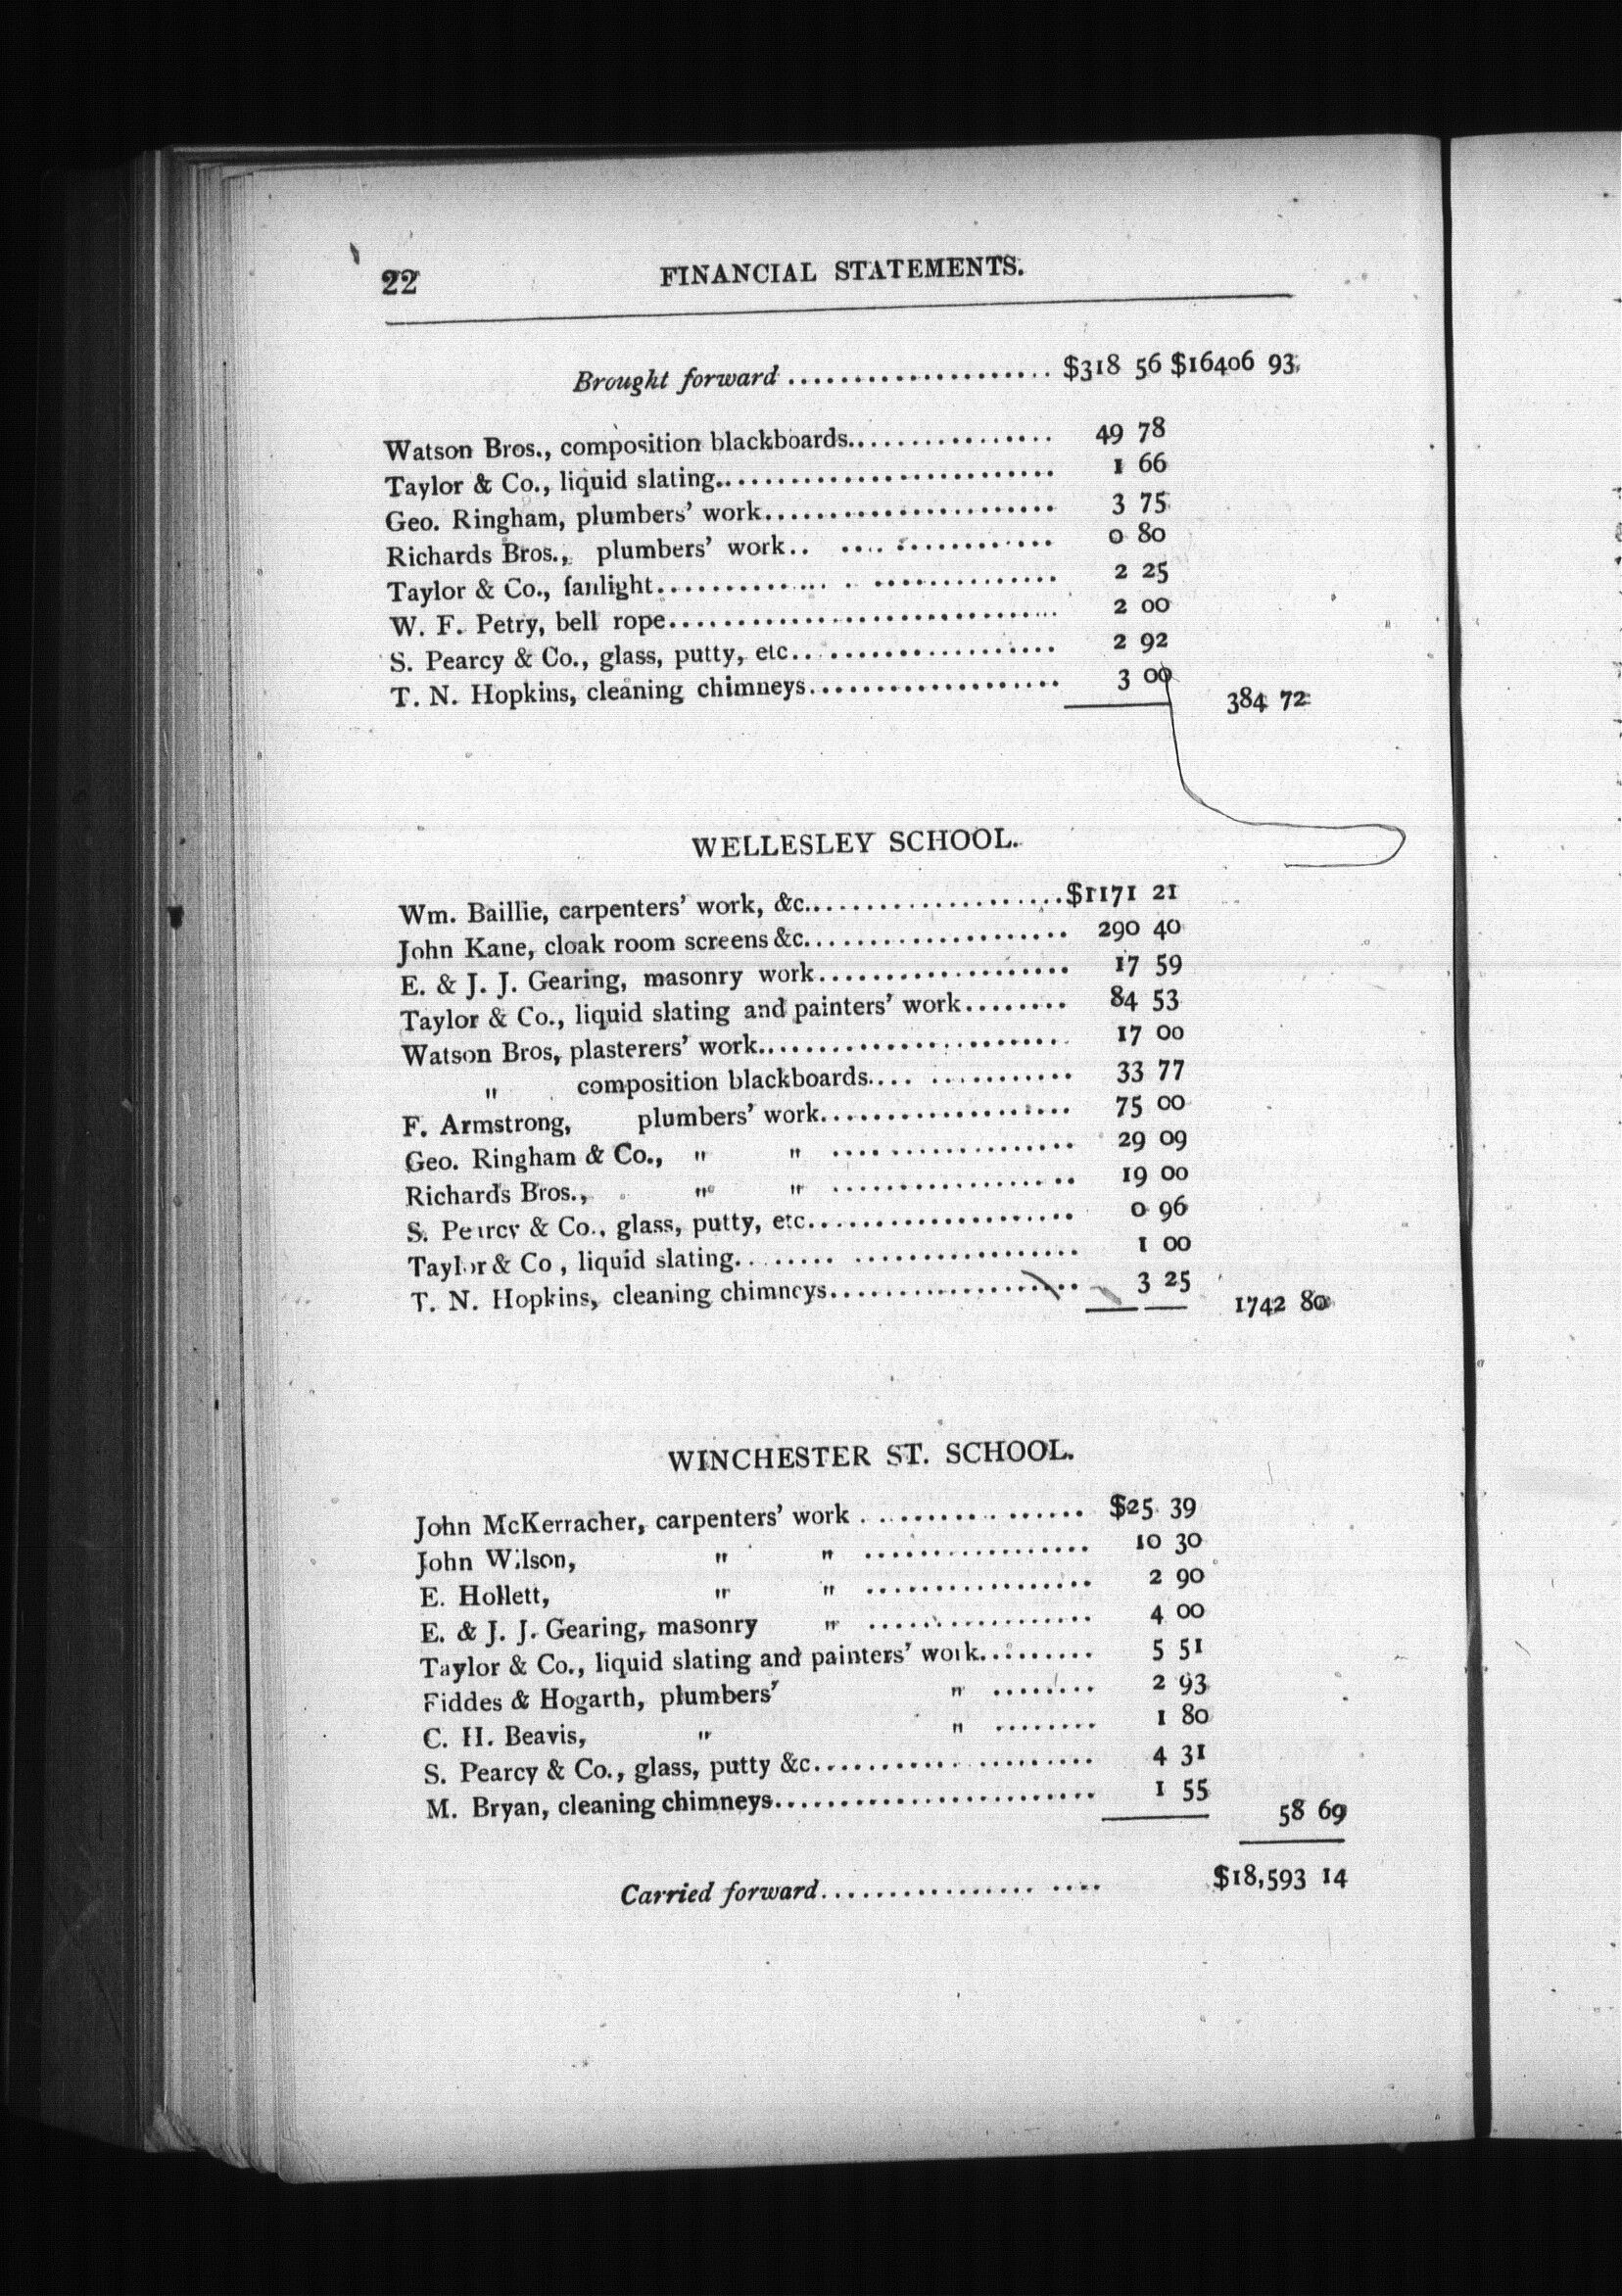 22 FINANCIAL STATEMENTS.
Brought forward .................... $318 56 $16406 93
Watson Bros., composition blackboards................ 49 78
Taylor & Co., liquid slating.......................... 1 66
Geo. Ringham, plumbers' work...................... 3 75
Richards Bros., plumbers' work.. .... ............ 0 80
Taylor & Co., fanlight............. . .............. 2 25
W. F. Petry, bell rope............................. 2 00
S. Pearcy & Co., glass, putty, etc.................... 2 92
T. N. Hopkins, cleaning chimneys................... 3 00
384 72
WELLESLEY SCHOOL.
Wm. Baillie, carpenters' work, &c.................... $1171 21
John Kane, cloak room screens &c.................... 290 40
E. & J. J. Gearing, masonry work................... 17 59
Taylor & Co., liquid slating and painters' work........ 84 53
Watson Bros, plasterers' work....................... 17 00
" composition blackboards.... ........... 33 77
F. Armstrong, plumbers' work................... 75 00
Geo. Ringham & Co., " " .................. 29 09
Richards Bros., " " .................. 19 00
S. Pearcy & Co., glass, putty, etc.................... 0 96
Taylor & Co , liquid slating........ ................. 1 00
T. N. Hopkins, cleaning chimneys................... 3 25
1742 80
WINCHESTER ST. SCHOOL.
John McKerracher, carpenters' work .......... ...... $25 39
John Wilson, " " ................. 10 30
E. Hollett, " " ................. 2 90
E. & J. J. Gearing, masonry " ................. 4 00
Taylor & Co., liquid slating and painters' work......... 5 51
Fiddes & Hogarth, plumbers' " ........ 2 93
C. H. Beavis, " " ........ 1 80
S. Pearcy & Co., glass, putty &c........... ......... 4 31
M. Bryan, cleaning chimneys........................ 1 55
58 69
Carried forward................ .... $18,593 14